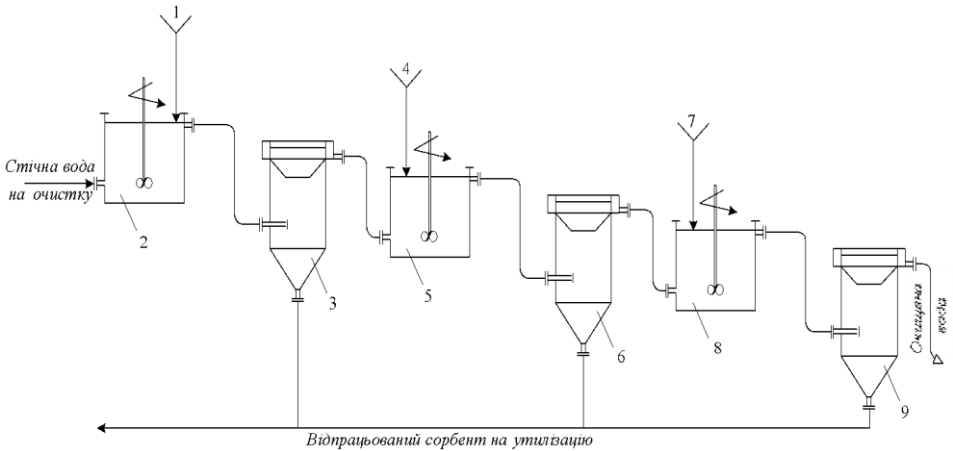 1
4
7
Стічна вода
на очистку
2
3
5
6
8
9
Очищена
вода
Відпрацьований сорбент на утилізацію